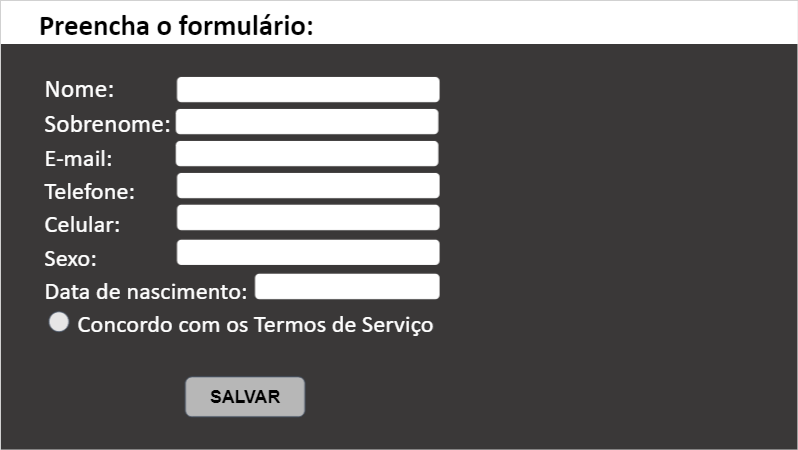 Preencha o formulário:
Nome:
Sobrenome:
E-mail:
Telefone:
Celular:
Sexo:
Data de nascimento:
Concordo com os Termos de Serviço
SALVAR